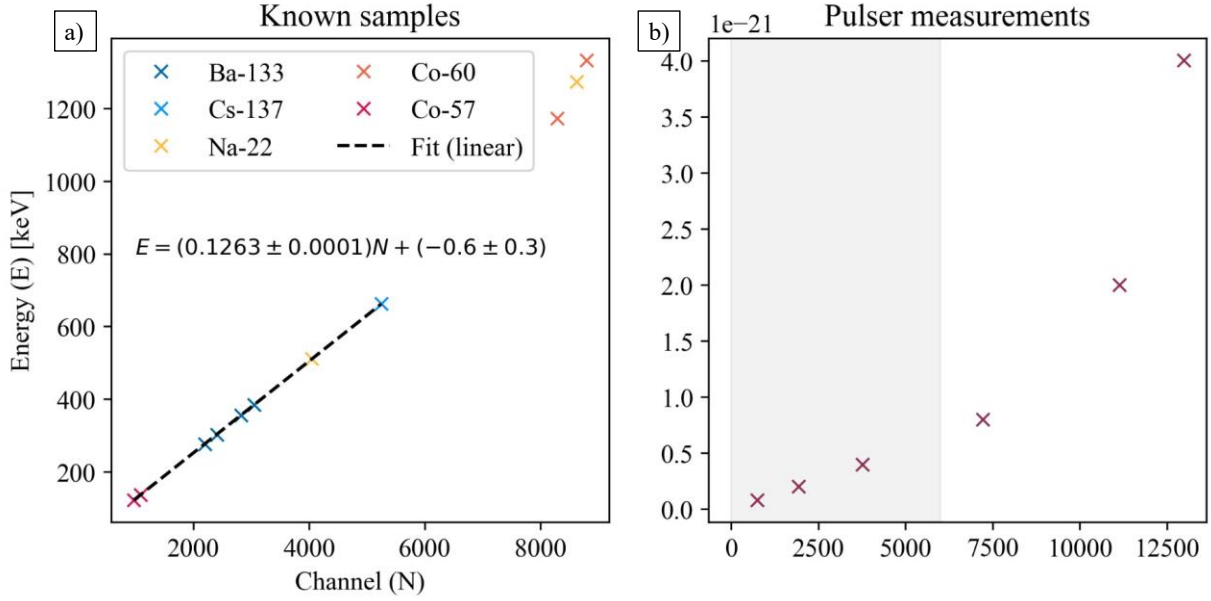 a)
Known samples
Ba-133
Cs-137
Na-22
Co-60
Co-57
Fit (linear)
E = (0.1263 ± 0.0001)N + (−0.6 ± 0.3)
Energy (E) [keV]
1200
1000
800
600
400
200
2000
4000
6000
8000
Channel (N)
b)
Pulser measurements
1e−21
4.0
3.5
3.0
2.5
2.0
1.5
1.0
0.5
0.0
0
2500
5000
7500
10000
12500